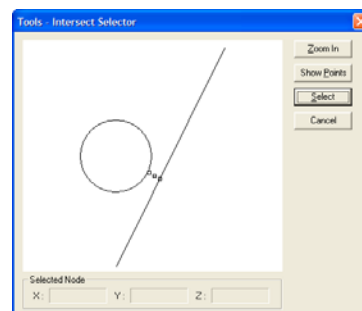 Tools - Intersect Selector
Zoom In
Show Points
Select
Cancel
Selected Node
X:
Y:
Z: